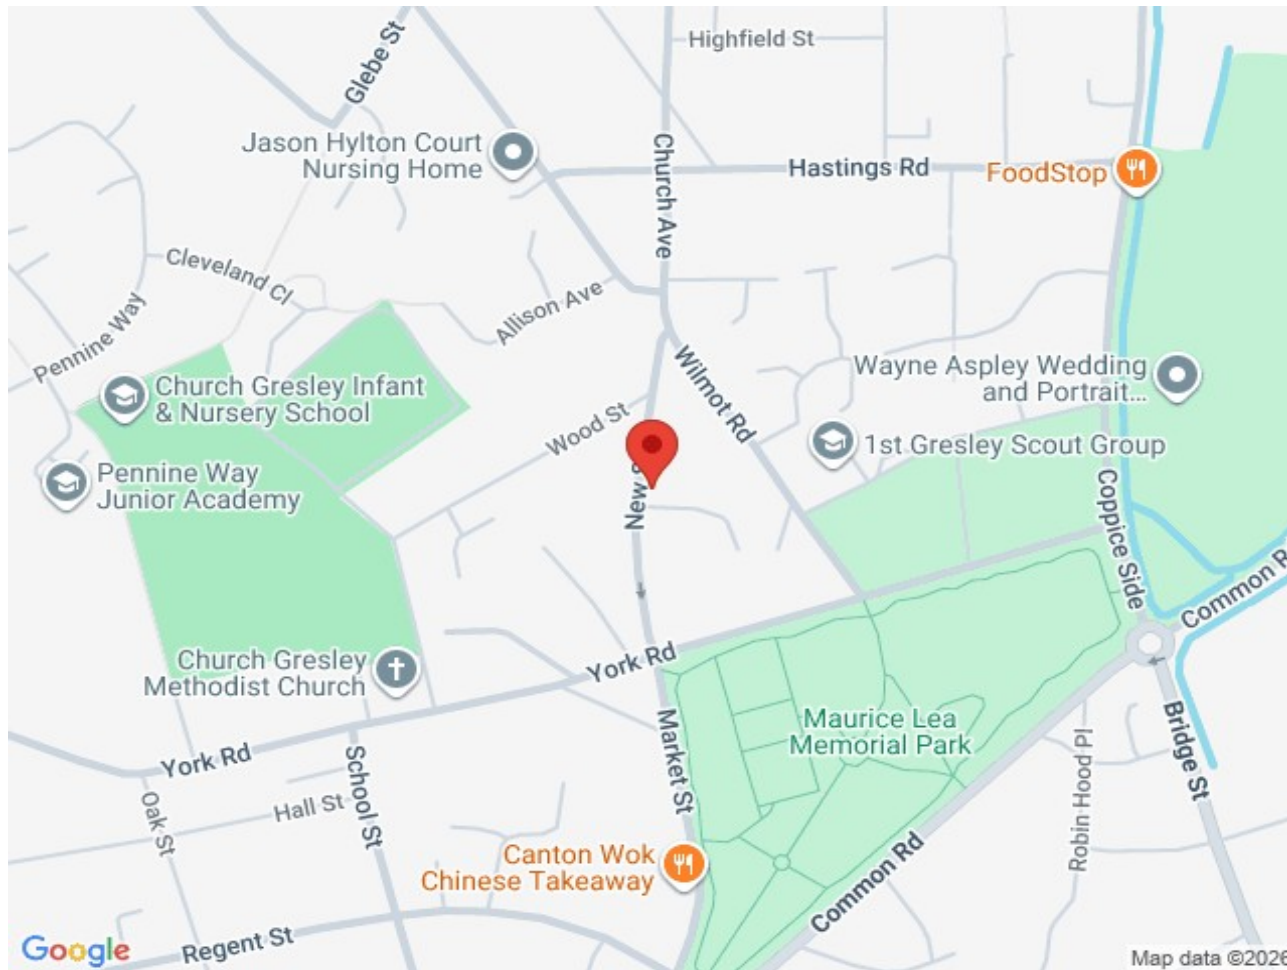 Highfield St
Glebe St
Jason Hylton Court
Nursing Home
Church Ave
Hastings Rd
FoodStop
Cleveland Cl
Allison Ave
Pennine Way
Wilmot Rd
Wayne Aspley Wedding
and Portrait...
Church Gresley Infant
& Nursery School
Wood St
1st Gresley Scout Group
Pennine Way
Junior Academy
New S
Coppice Side
Common R
Church Gresley
Methodist Church
York Rd
Maurice Lea
Memorial Park
Market St
Bridge St
York Rd
Robin Hood Pl
Oak St
Hall St
School St
Canton Wok
Chinese Takeaway
Common Rd
Regent St
Google
Map data ©202